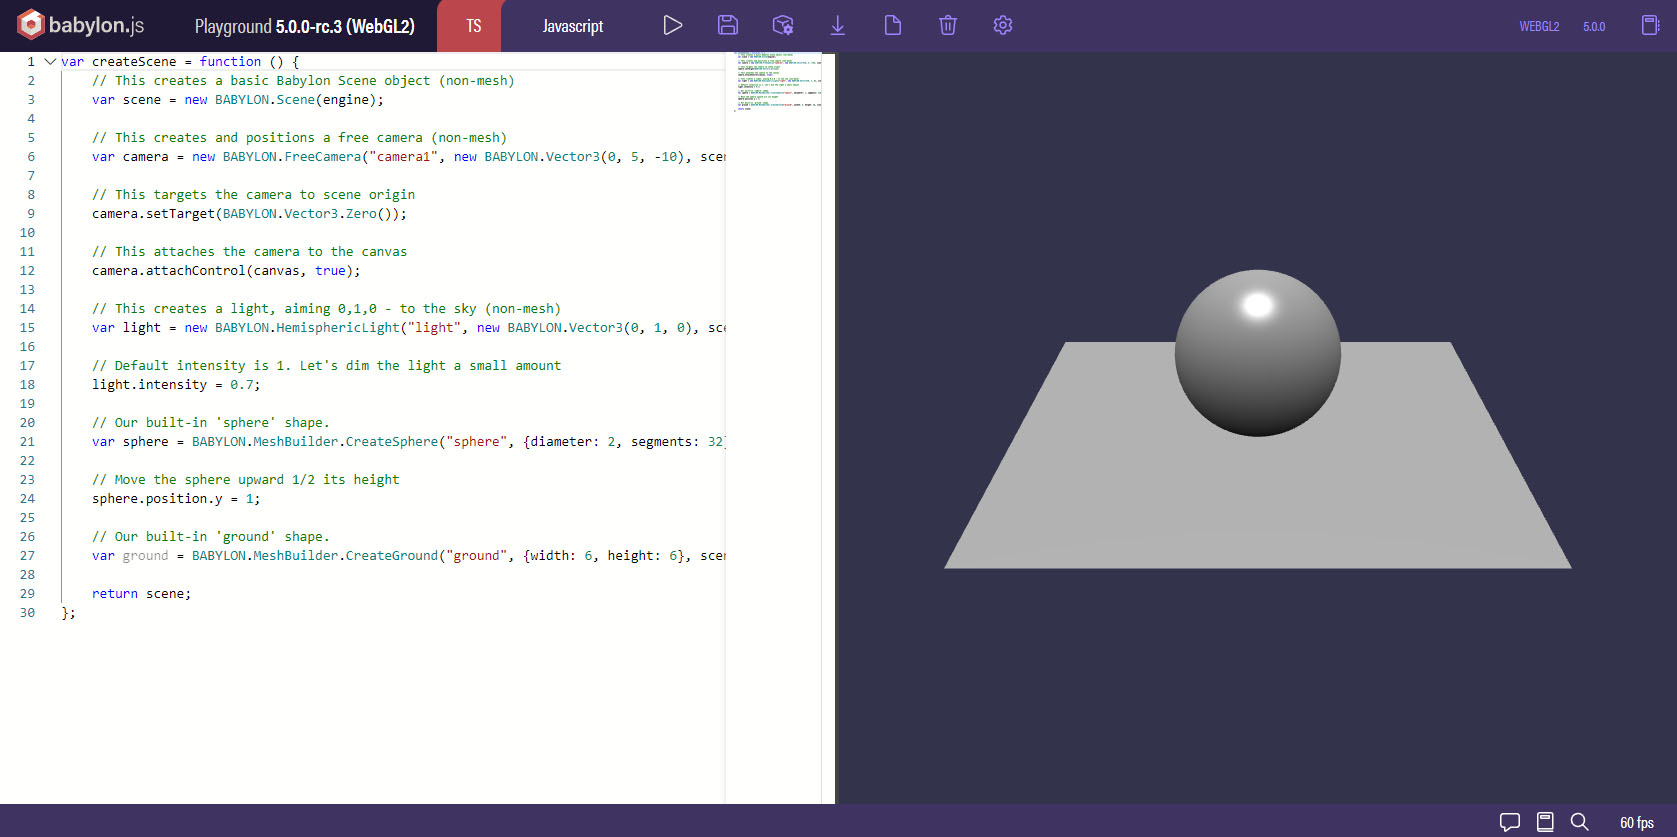 babylon.js
Playground 5.0.0-rc.3 (WebGL2)
TS
Javascript
WEBGL2
5.0.0
1 var createScene = function () {
2 // This creates a basic Babylon Scene object (non-mesh)
3 var scene = new BABYLON.Scene(engine);
4
5 // This creates and positions a free camera (non-mesh)
6 var camera = new BABYLON.FreeCamera("camera1", new BABYLON.Vector3(0, 5, -10), scen
7
8 // This targets the camera to scene origin
9 camera.setTarget(BABYLON.Vector3.Zero());
10
11 // This attaches the camera to the canvas
12 camera.attachControl(canvas, true);
13
14 // This creates a light, aiming 0,1,0 - to the sky (non-mesh)
15 var light = new BABYLON.HemisphericLight("light", new BABYLON.Vector3(0, 1, 0), sce
16
17 // Default intensity is 1. Let's dim the light a small amount
18 light.intensity = 0.7;
19
20 // Our built-in 'sphere' shape.
21 var sphere = BABYLON.MeshBuilder.CreateSphere("sphere", {diameter: 2, segments: 32}
22
23 // Move the sphere upward 1/2 its height
24 sphere.position.y = 1;
25
26 // Our built-in 'ground' shape.
27 var ground = BABYLON.MeshBuilder.CreateGround("ground", {width: 6, height: 6}, scen
28
29 return scene;
30 };
60 fps